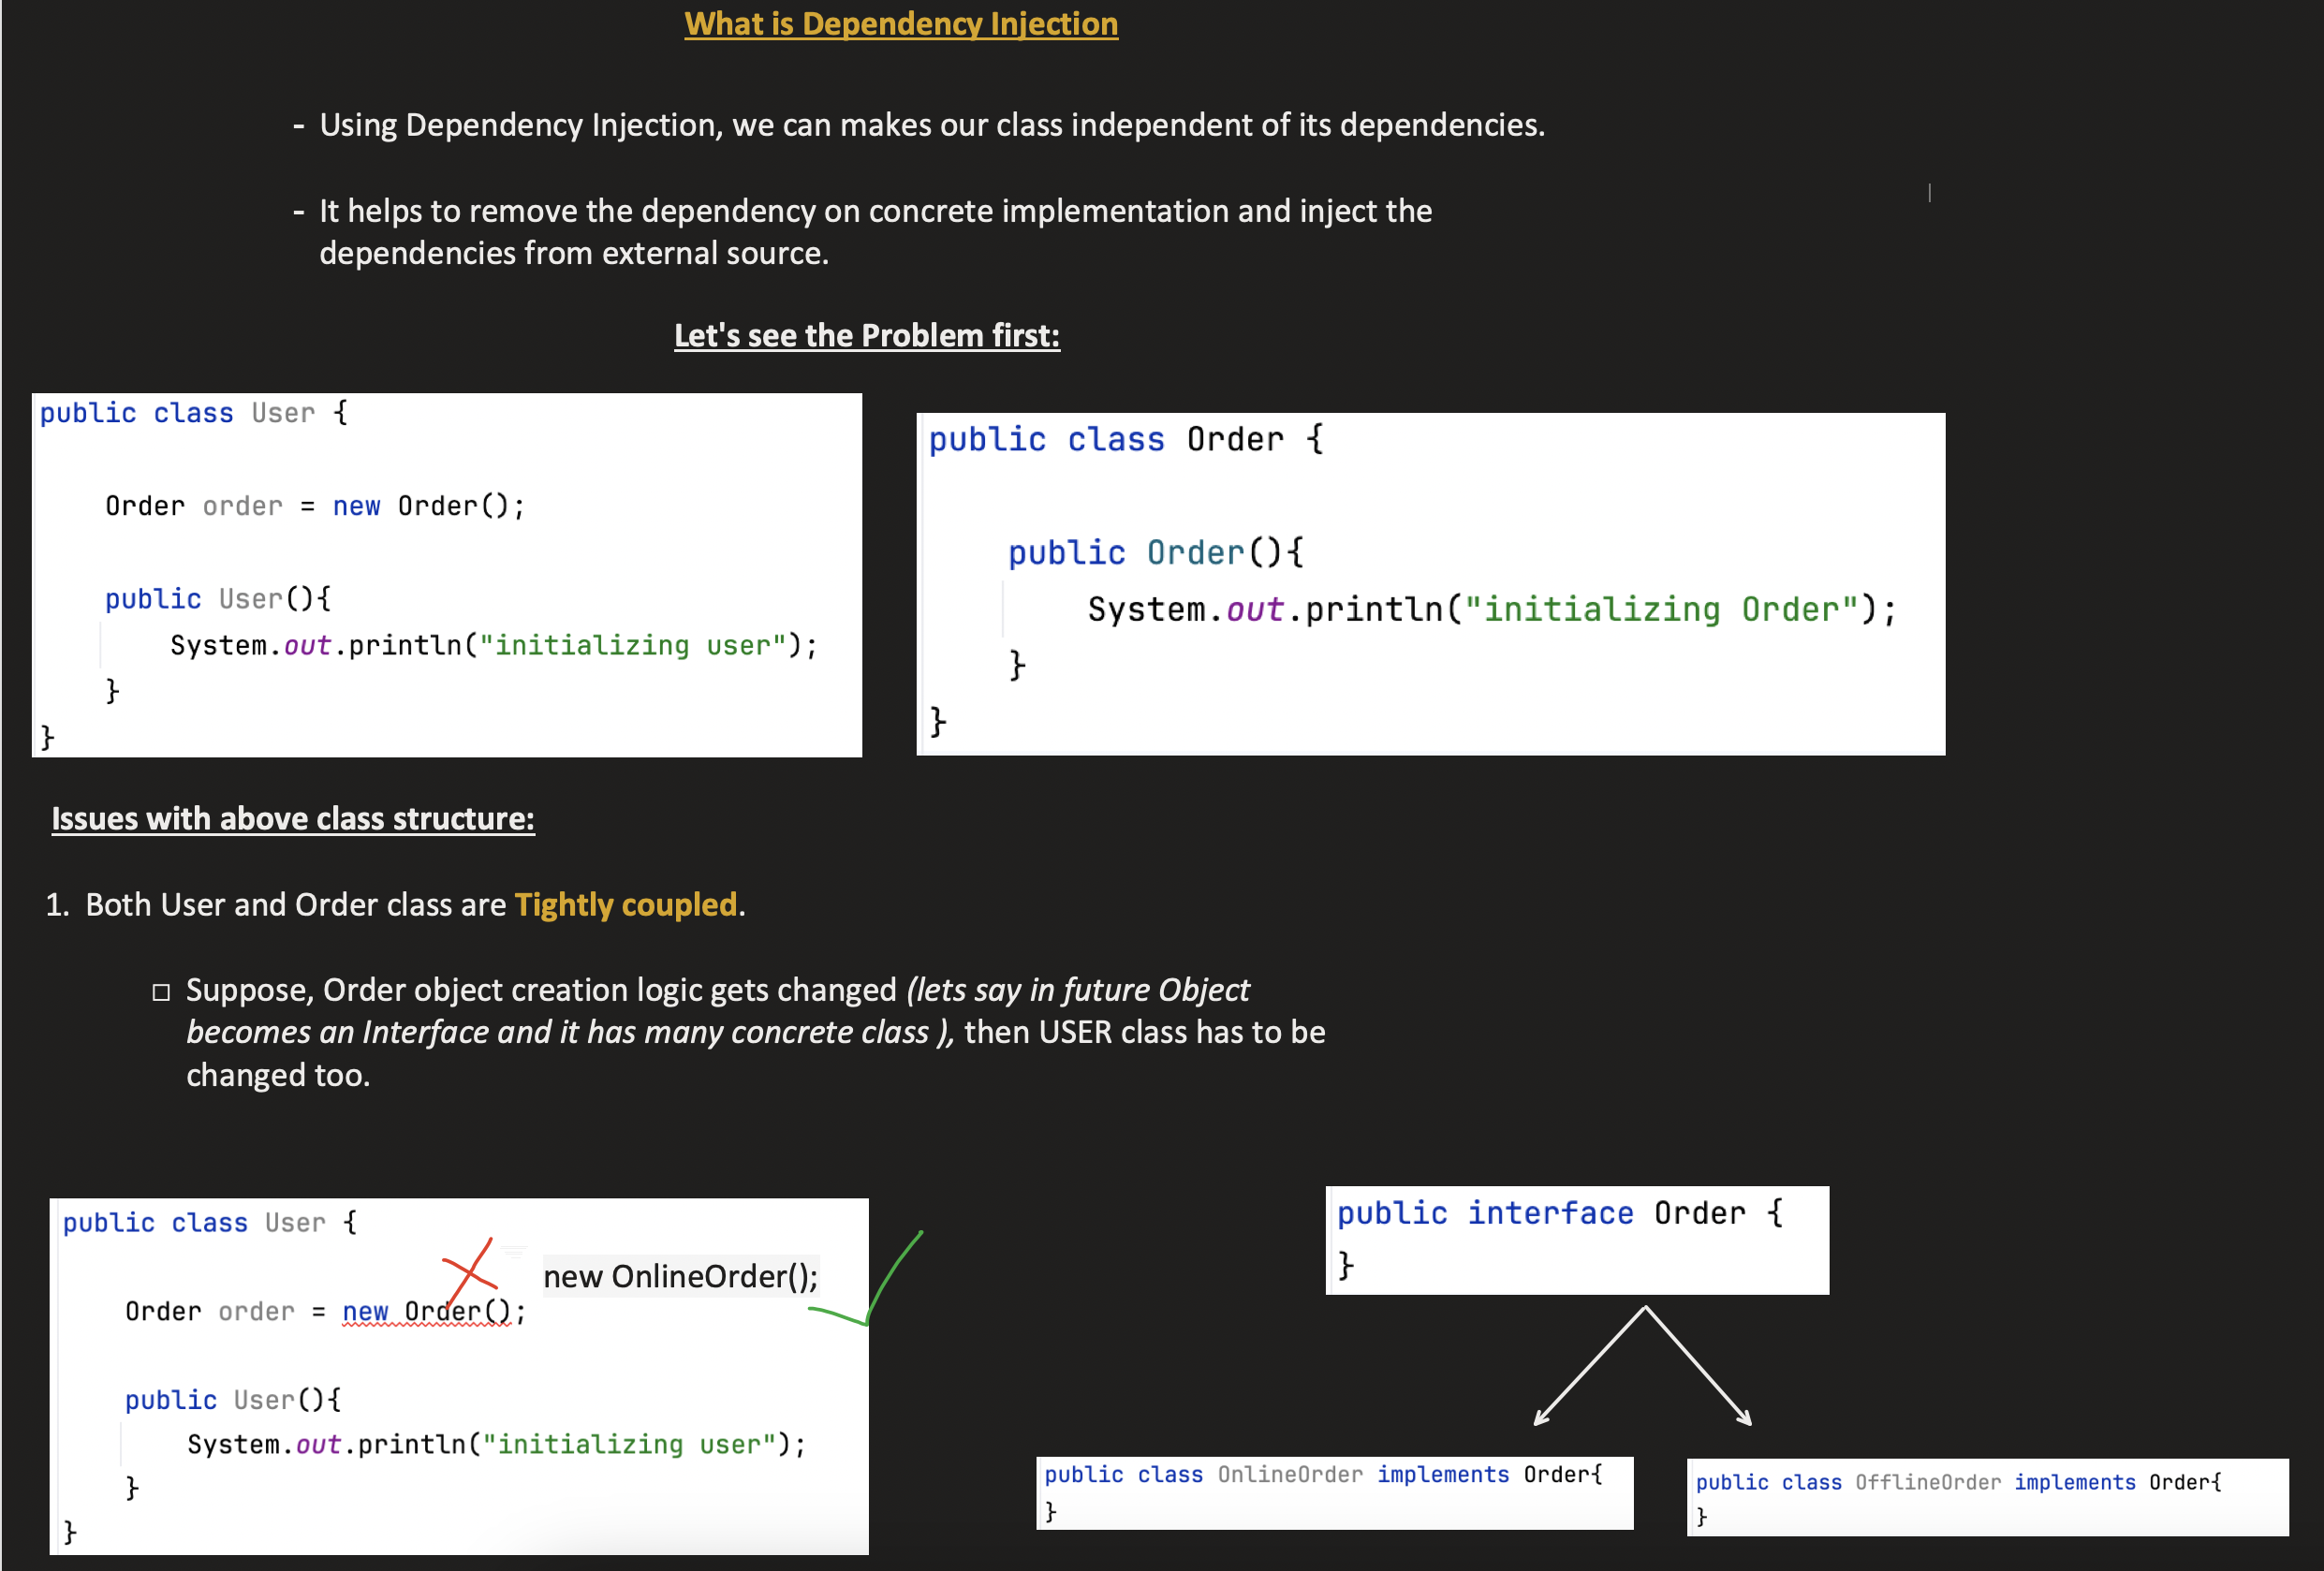 What is Dependency Injection
- Using Dependency Injection, we can makes our class independent of its dependencies.
- It helps to remove the dependency on concrete implementation and inject the
dependencies from external source.
Let's see the Problem first:
public class User {
Order order = new Order();
public User(){
System.out.println("initializing user");
}
}
public class Order {
public Order(){
System.out.println("initializing Order");
}
}
Issues with above class structure:
1. Both User and Order class are Tightly coupled.
Suppose, Order object creation logic gets changed (lets say in future Object
becomes an Interface and it has many concrete class ), then USER class has to be
changed too.
public class User {
new OnlineOrder();
Order order = new Order();
public User(){
System.out.println("initializing user");
}
}
public interface Order {
}
public class OnlineOrder implements Order{
}
public class OfflineOrder implements Order{
}